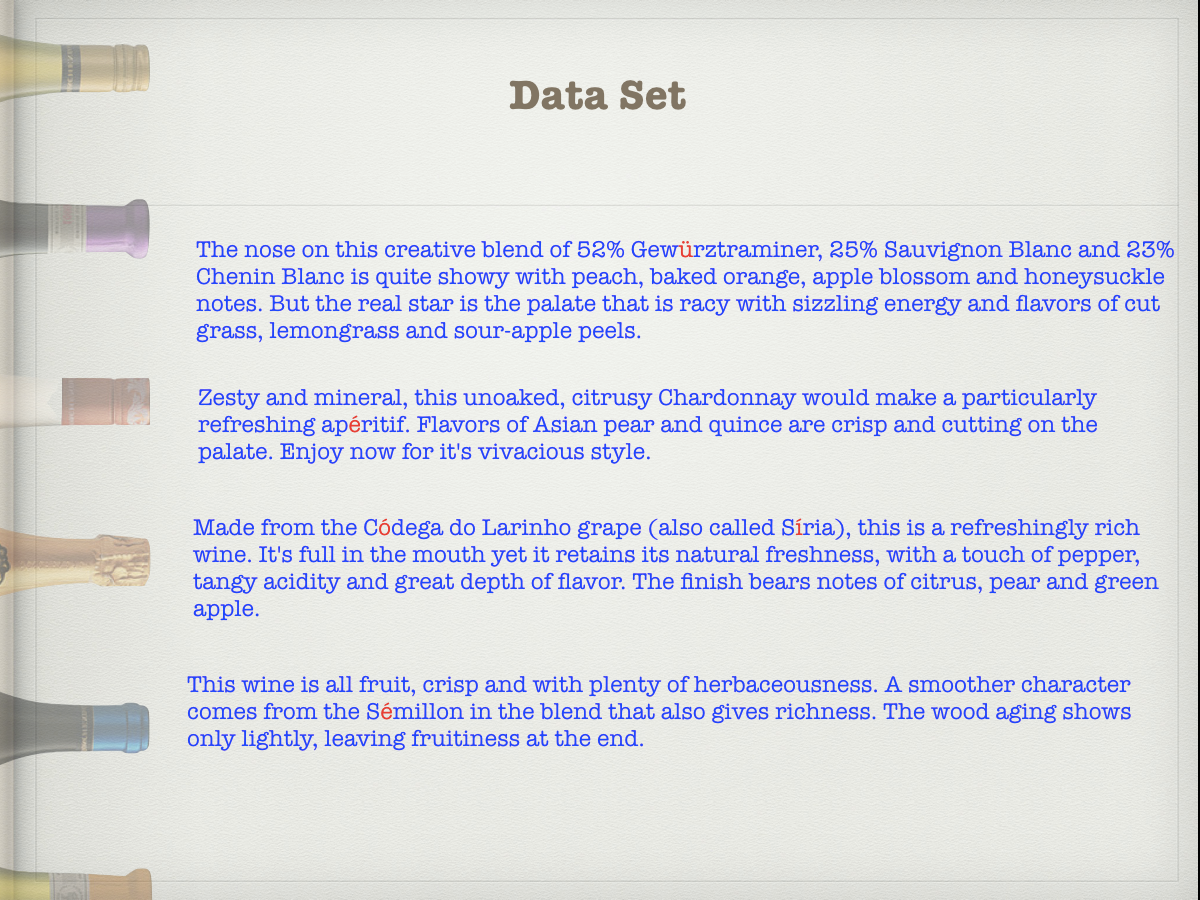 Data Set
The nose on this creative blend of 52% Gewürztraminer, 25% Sauvignon Blanc and 23%
Chenin Blanc is quite showy with peach, baked orange, apple blossom and honeysuckle
notes. But the real star is the palate that is racy with sizzling energy and flavors of cut
grass, lemongrass and sour-apple peels.
Zesty and mineral, this unoaked, citrusy Chardonnay would make a particularly
refreshing apéritif. Flavors of Asian pear and quince are crisp and cutting on the
palate. Enjoy now for it's vivacious style.
Made from the Códega do Larinho grape (also called Síria), this is a refreshingly rich
wine. It's full in the mouth yet it retains its natural freshness, with a touch of pepper,
tangy acidity and great depth of flavor. The finish bears notes of citrus, pear and green
apple.
This wine is all fruit, crisp and with plenty of herbaceousness. A smoother character
comes from the Sémillon in the blend that also gives richness. The wood aging shows
only lightly, leaving fruitiness at the end.